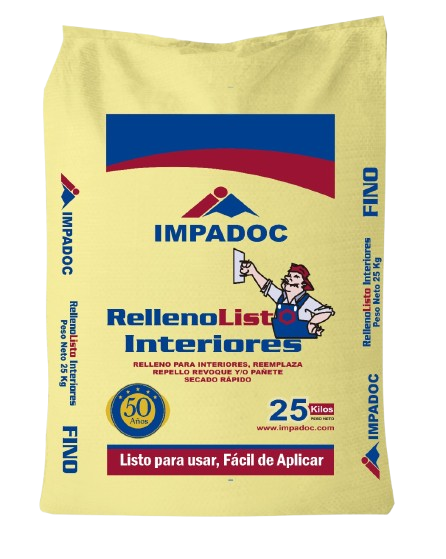 IMPADOC
RellenoListo
Interiores
RELLENO PARA INTERIORES, REEMPLAZA
REPELLO REVOQUE Y/O PAÑETE
SECADO RÁPIDO
50
Años
25 Kilos
PESO NETO
www.impadoc.com
Listo para usar, Fácil de Aplicar
IMPADOC
RellenoListo Interiores
Peso Neto 25 Kg
FINO
FINO
RellenoListo Interiores
Peso Neto 25 Kg
IMPADOC